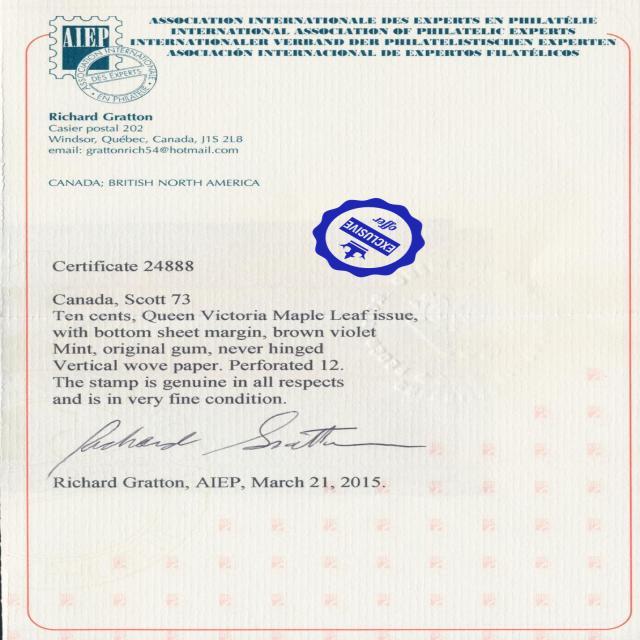 ASSOCIATION INTERNATIONALE DES EXPERTS EN PHILATÉLIE
INTERNATIONAL ASSOCIATION OF PHILATELIC EXPERTS
INTERNATIONALER VERBAND DER PHILATELISTISCHEN EXPERTEN
ASOCIACIÓN INTERNACIONAL DE EXPERTOS FILATÉLICOS
AIEP
ASSOCIATION INTERNATIONALE
DES EXPERTS
EN PHILATÉLIE
Richard Gratton
Casier postal 202
Windsor, Québec, Canada, J1S 2L8
email: grattonrich54@hotmail.com
CANADA; BRITISH NORTH AMERICA
EXCLUSIVE
offer
Certificate 24888
Canada, Scott 73
Ten cents, Queen Victoria Maple Leaf issue,
with bottom sheet margin, brown violet
Mint, original gum, never hinged
Vertical wove paper. Perforated 12.
The stamp is genuine in all respects
and is in very fine condition.
Richard Gratton
Richard Gratton, AIEP, March 21, 2015.